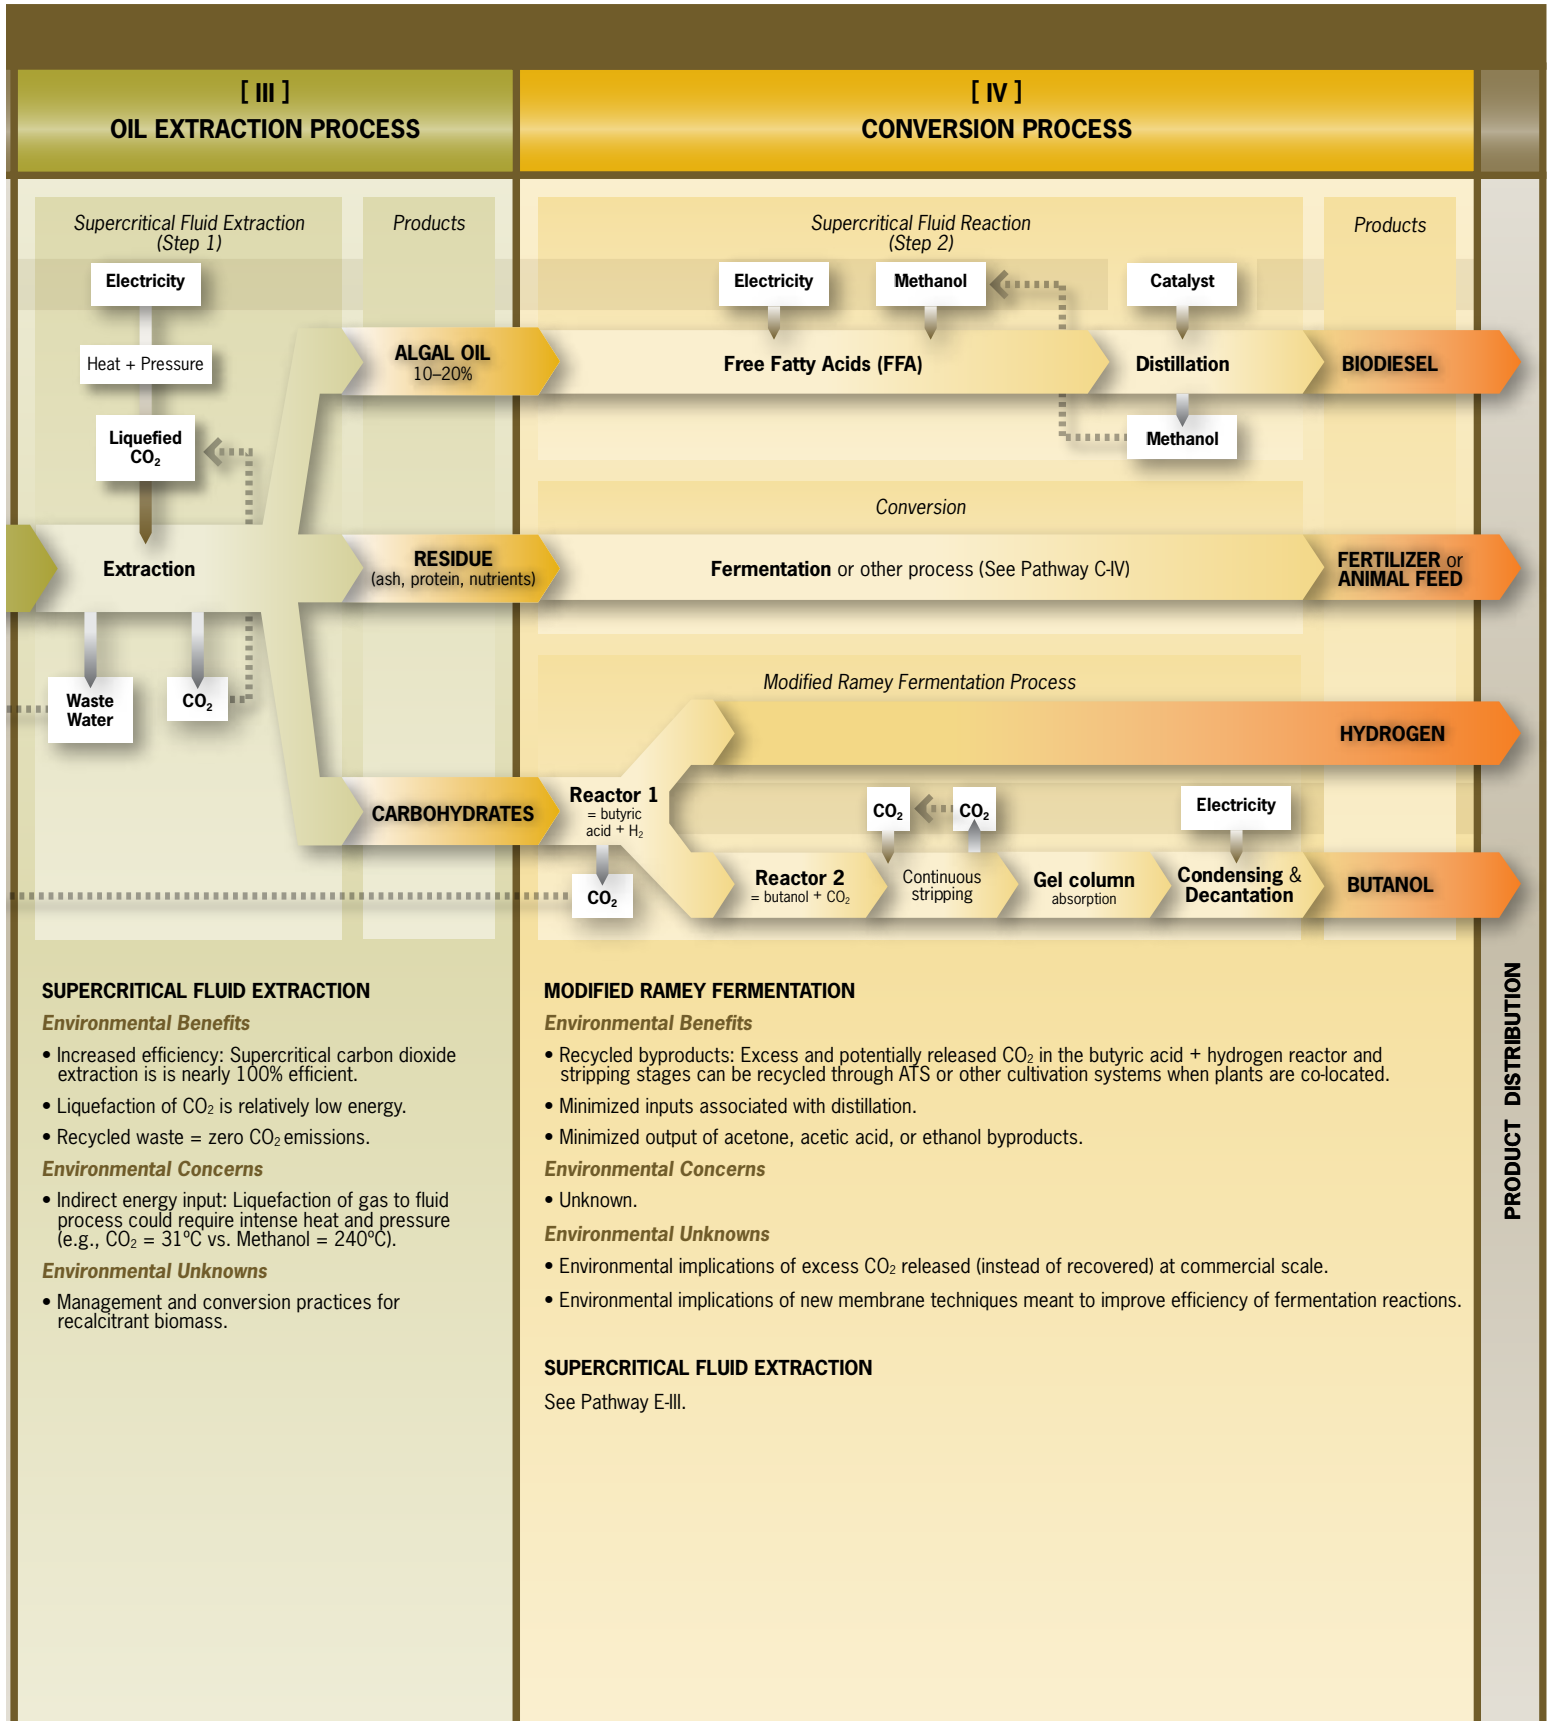 [ III ]
OIL EXTRACTION PROCESS
[ IV ]
CONVERSION PROCESS
Supercritical Fluid Extraction
(Step 1)
Products
Electricity
Heat + Pressure
Liquefied
CO₂
Extraction
Waste
Water
CO₂
ALGAL OIL
10–20%
RESIDUE
(ash, protein, nutrients)
CARBOHYDRATES
Supercritical Fluid Reaction
(Step 2)
Products
Electricity
Methanol
Catalyst
Free Fatty Acids (FFA)
Distillation
BIODIESEL
Methanol
Conversion
Fermentation or other process (See Pathway C-IV)
FERTILIZER or
ANIMAL FEED
Modified Ramey Fermentation Process
HYDROGEN
Reactor 1
= butyric
acid + H₂
CO₂
CO₂
CO₂
Electricity
Reactor 2
= butanol + CO₂
Continuous
stripping
Gel column
absorption
Condensing &
Decantation
BUTANOL
SUPERCRITICAL FLUID EXTRACTION
Environmental Benefits
• Increased efficiency: Supercritical carbon dioxide
extraction is is nearly 100% efficient.
• Liquefaction of CO₂ is relatively low energy.
• Recycled waste = zero CO₂ emissions.
Environmental Concerns
• Indirect energy input: Liquefaction of gas to fluid
process could require intense heat and pressure
(e.g., CO₂ = 31ºC vs. Methanol = 240ºC).
Environmental Unknowns
• Management and conversion practices for
recalcitrant biomass.
MODIFIED RAMEY FERMENTATION
Environmental Benefits
• Recycled byproducts: Excess and potentially released CO₂ in the butyric acid + hydrogen reactor and
stripping stages can be recycled through ATS or other cultivation systems when plants are co-located.
• Minimized inputs associated with distillation.
• Minimized output of acetone, acetic acid, or ethanol byproducts.
Environmental Concerns
• Unknown.
Environmental Unknowns
• Environmental implications of excess CO₂ released (instead of recovered) at commercial scale.
• Environmental implications of new membrane techniques meant to improve efficiency of fermentation reactions.
SUPERCRITICAL FLUID EXTRACTION
See Pathway E-III.
PRODUCT DISTRIBUTION